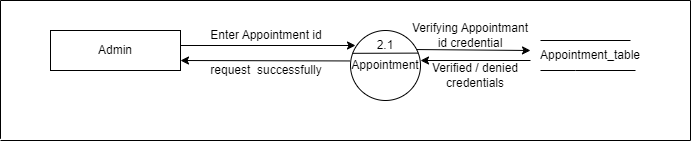 Admin
Enter Appointment id
request  successfully
2.1
Appointment
Verifying Appointmant
id credential
Verified / denied
credentials
Appointment_table